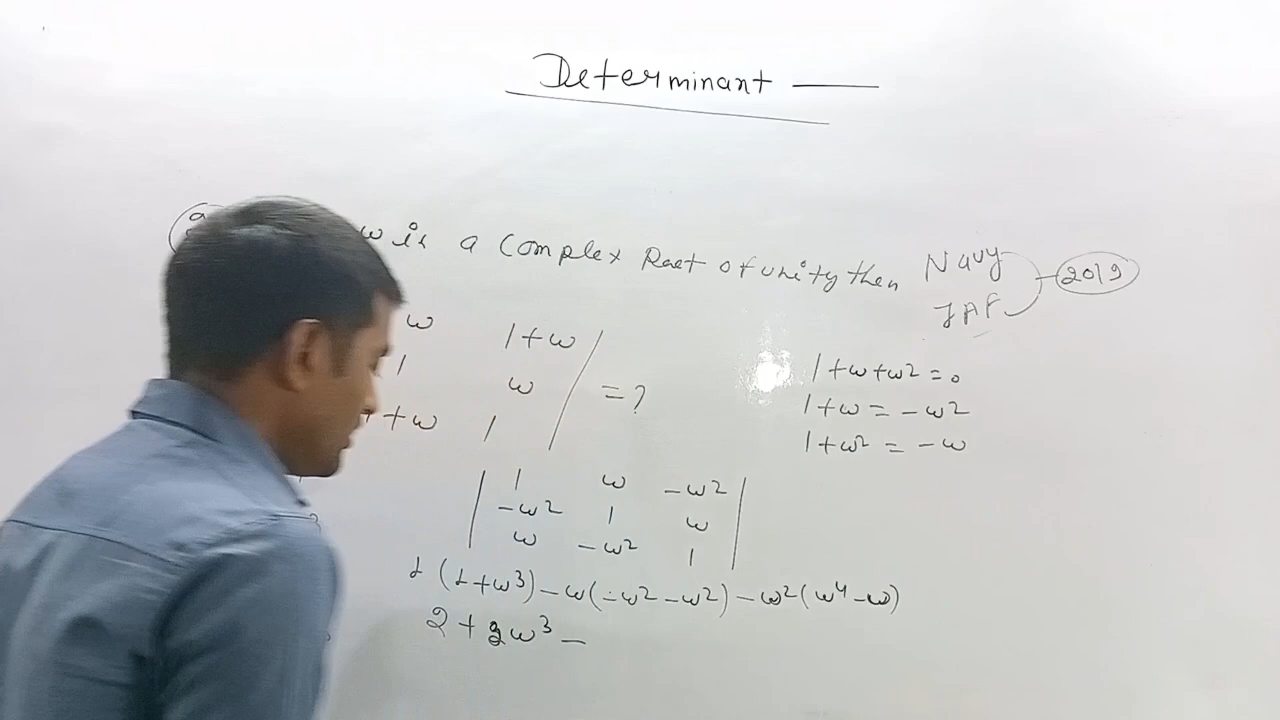 Determinant —
ω is a Complex Root of unity then Navy
IAF
2019
ω 1+ω
1 ω = ?
+ω 1
1+ω+ω² = 0
1+ω = -ω²
1+ω² = -ω
1 ω -ω²
-ω² 1 ω
ω -ω² 1
1(1+ω³) - ω(-ω² - ω²) - ω²(ω⁴ - ω)
2 + 2ω³ -